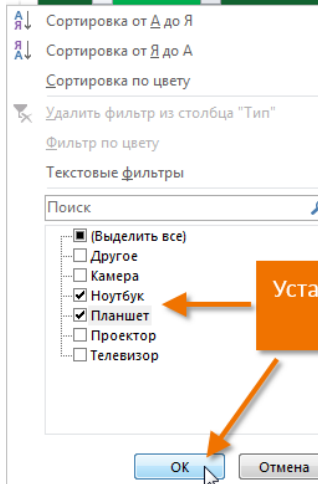 Сортировка от А до Я
Сортировка от Я до А
Сортировка по цвету
Удалить фильтр из столбца "Тип"
Фильтр по цвету
Текстовые фильтры
Поиск
(Выделить все)
Другое
Камера
Ноутбук
Планшет
Проектор
Телевизор
ОК
Отмена